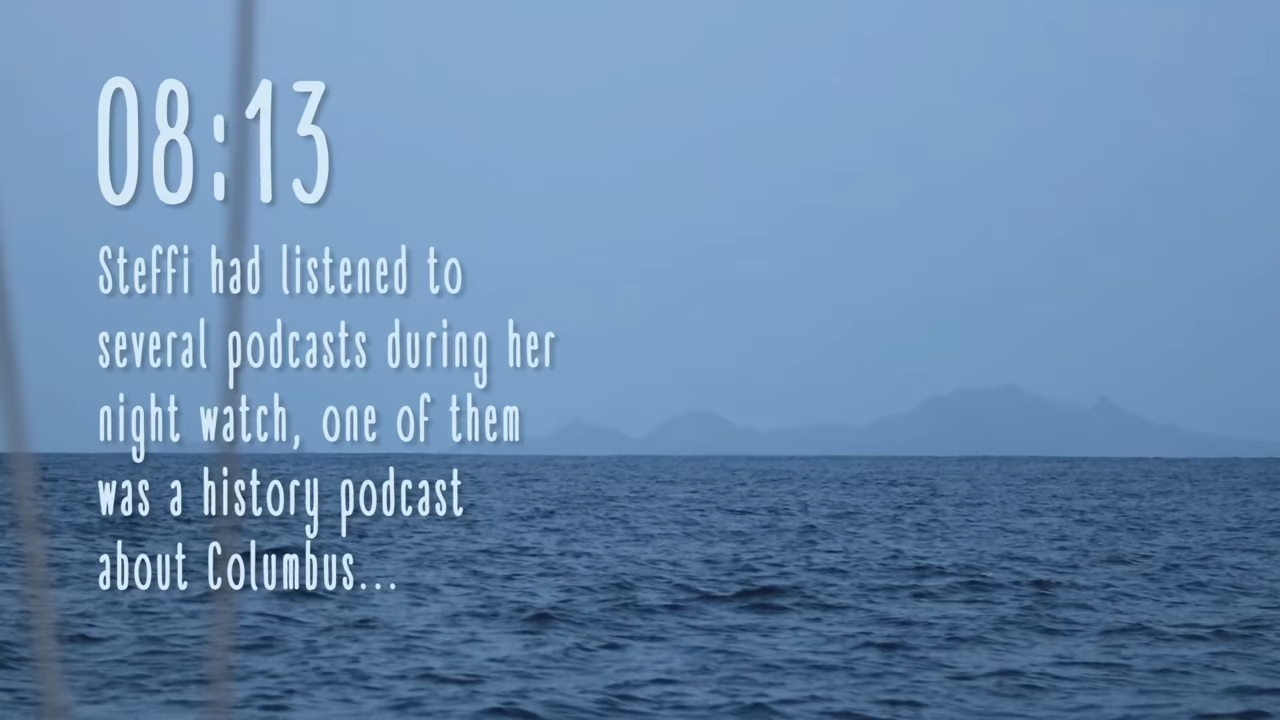 08:13
Steffi had listened to
several podcasts during her
night watch, one of them
was a history podcast
about Columbus...